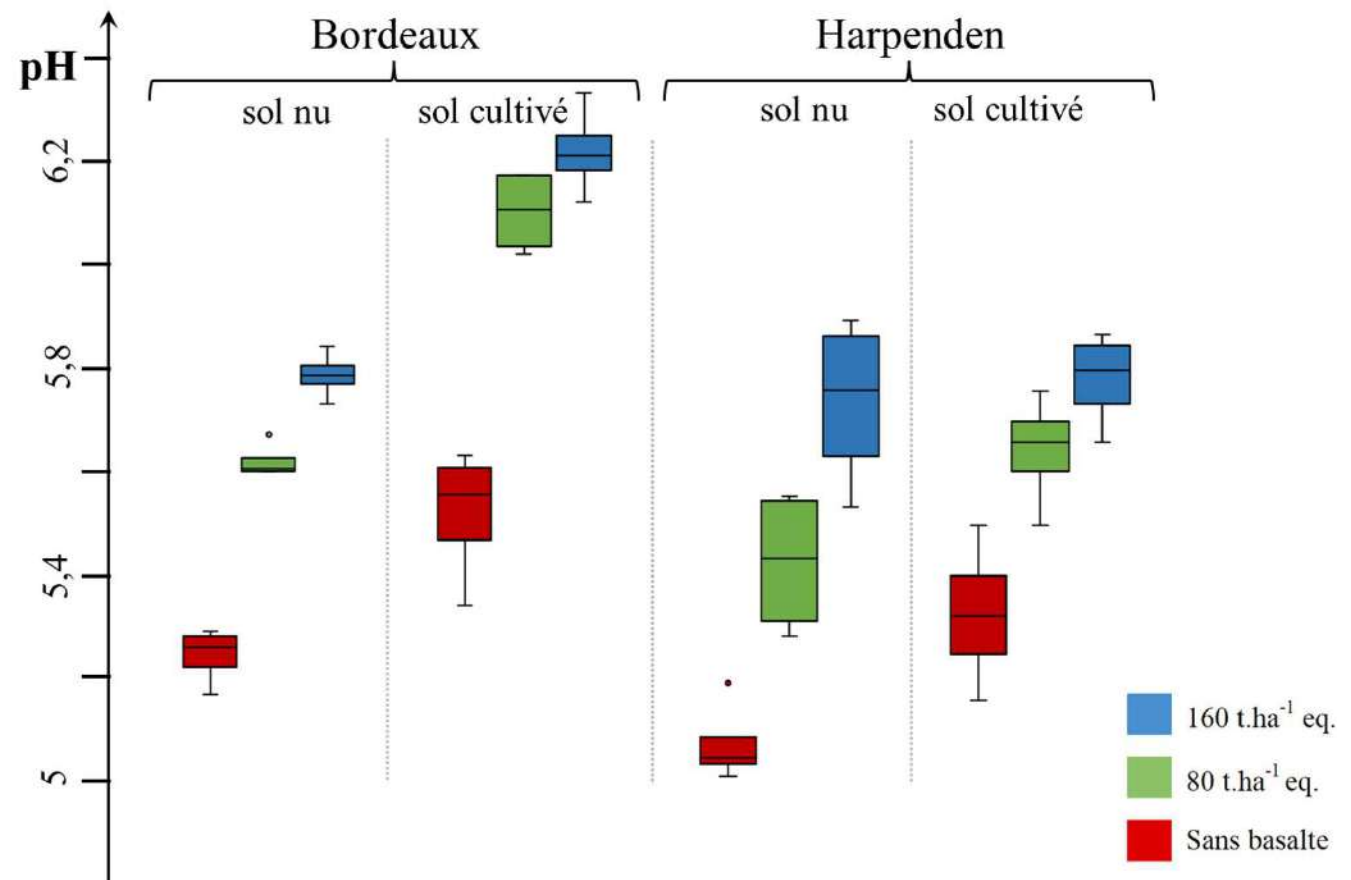 Bordeaux
Harpenden
pH
sol nu
sol cultivé
sol nu
sol cultivé
6,2
5,8
5,4
5
160 t.ha⁻¹ eq.
80 t.ha⁻¹ eq.
Sans basalte